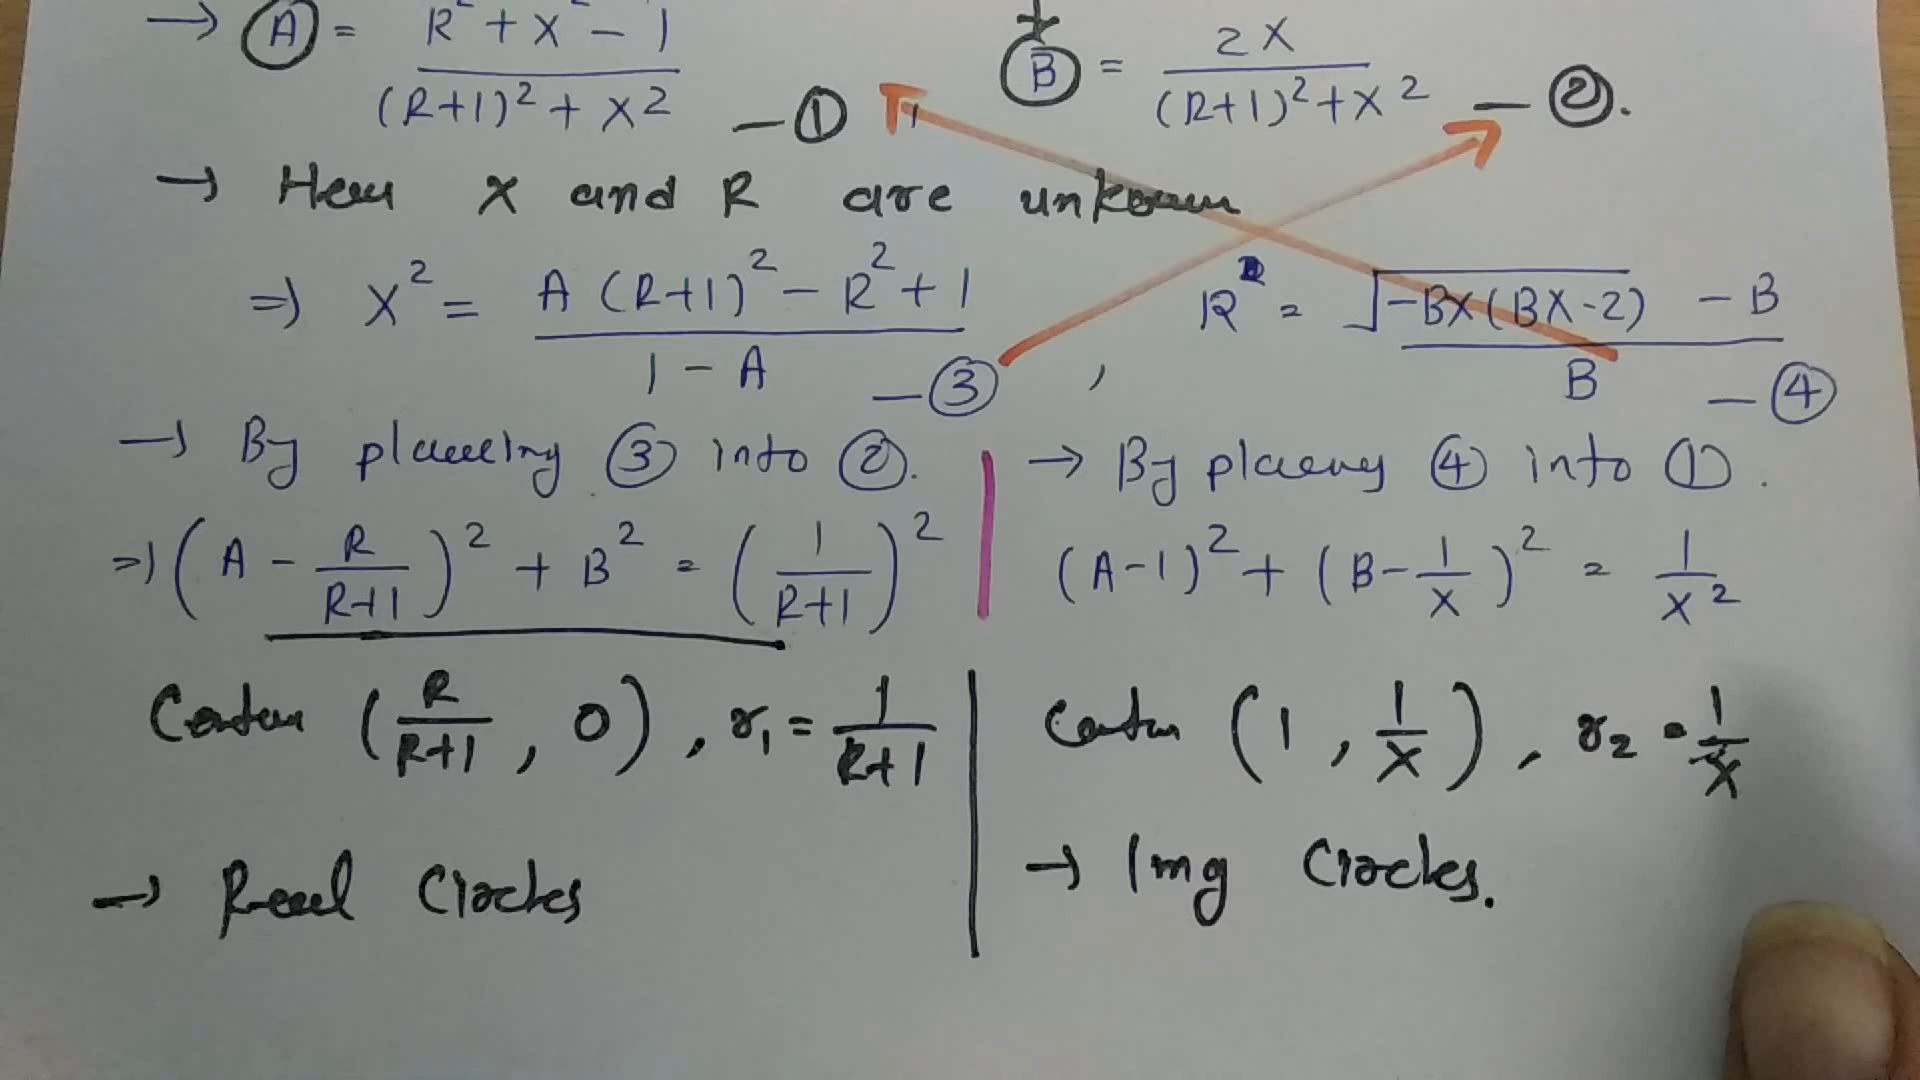 → (A) = R² + X² - 1 / (R+1)² + X² — ① , (B) = 2X / (R+1)² + X² — ②.
→ Here X and R are unknown
⇒ X² = A (R+1)² - R² + 1 / 1 - A — ③ , R = √-BX(BX-2) - B / B — ④
→ By placing ③ into ②.
⇒ (A - R/R+1)² + B² = (1/R+1)²
Center (R/R+1, 0), r₁ = 1/R+1
→ Real Circles
→ By placing ④ into ①.
(A-1)² + (B - 1/X)² = 1/X²
Center (1, 1/X), r₂ = 1/X
→ Img Circles.